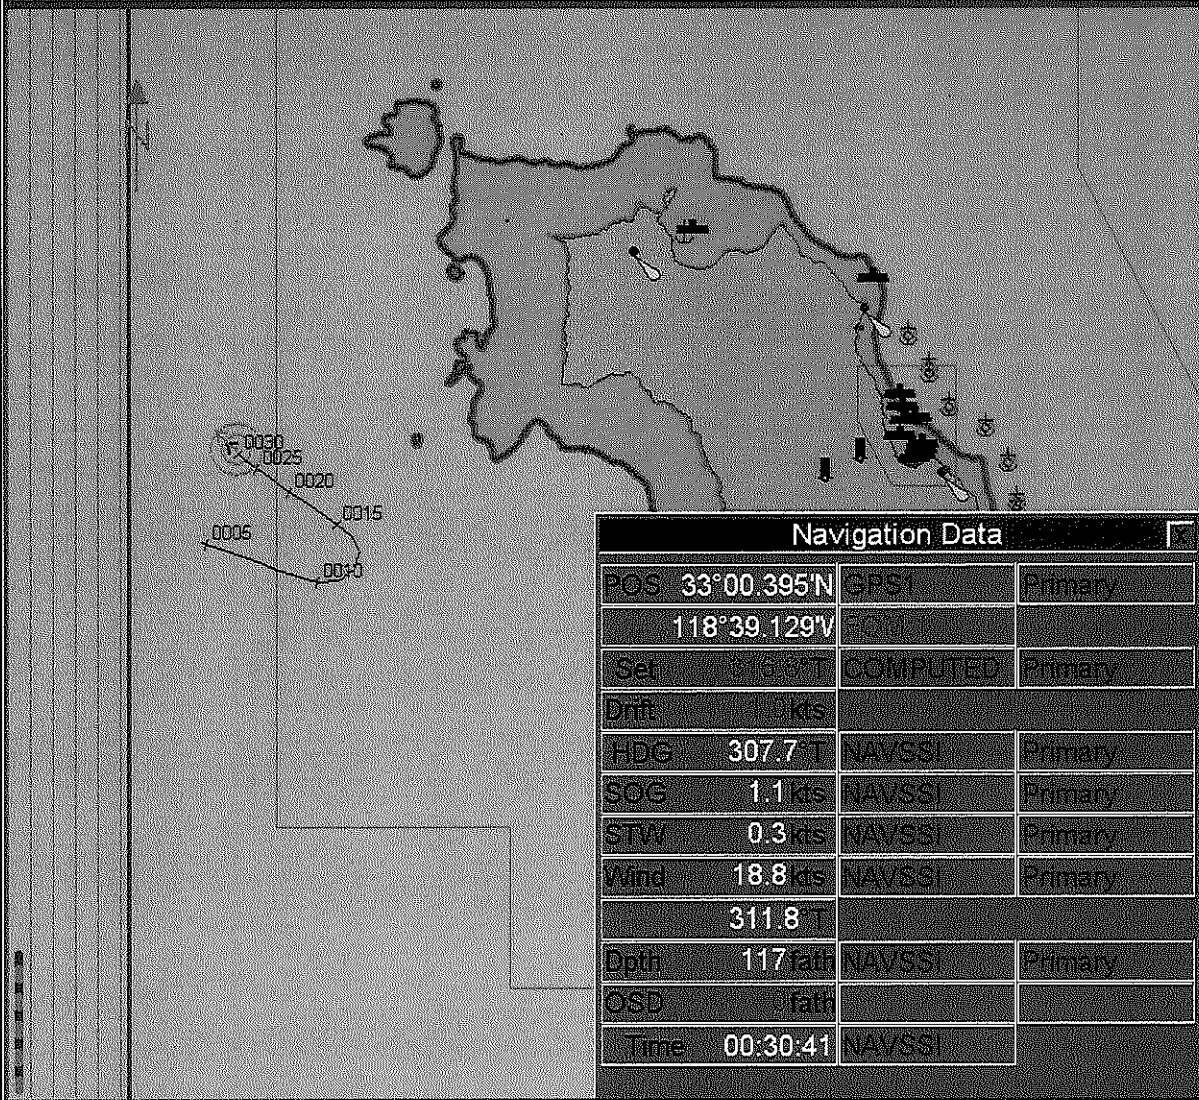 N
0030
0025
0020
0015
0005
0010
Navigation Data X
POS 33°00.395'N GPS1 Primary
118°39.129'W
Set °T COMPUTED Primary
Drift kts
HDG 307.7°T NAVSSI Primary
SOG 1.1 kts NAVSSI Primary
STW 0.3 kts NAVSSI Primary
Wind 18.8 kts NAVSSI Primary
311.8°T
Dpth 117 fath NAVSSI Primary
OSD fath
Time 00:30:41 NAVSSI